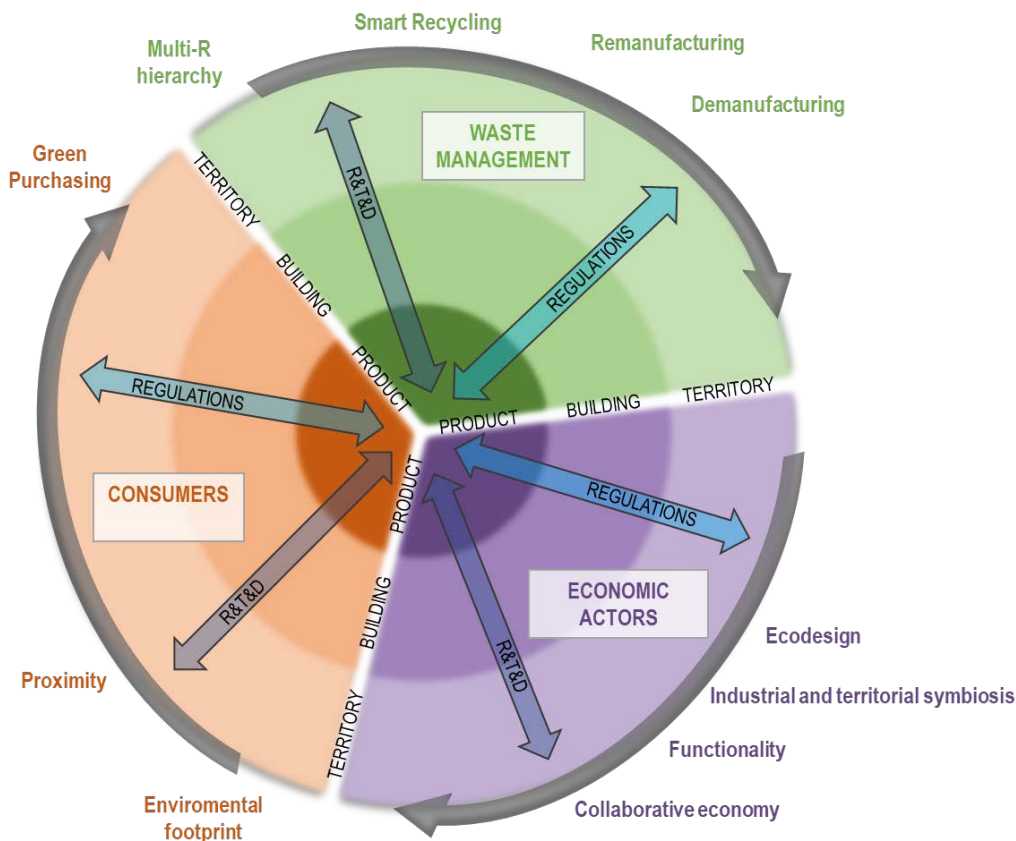 Smart Recycling
Multi-R
hierarchy
Remanufacturing
Demanufacturing
WASTE
MANAGEMENT
R&T&D
REGULATIONS
TERRITORY
BUILDING
PRODUCT
Green
Purchasing
REGULATIONS
CONSUMERS
R&T&D
Proximity
Enviromental
footprint
PRODUCT
BUILDING
TERRITORY
PRODUCT
BUILDING
TERRITORY
REGULATIONS
ECONOMIC
ACTORS
R&T&D
Ecodesign
Industrial and territorial symbiosis
Functionality
Collaborative economy